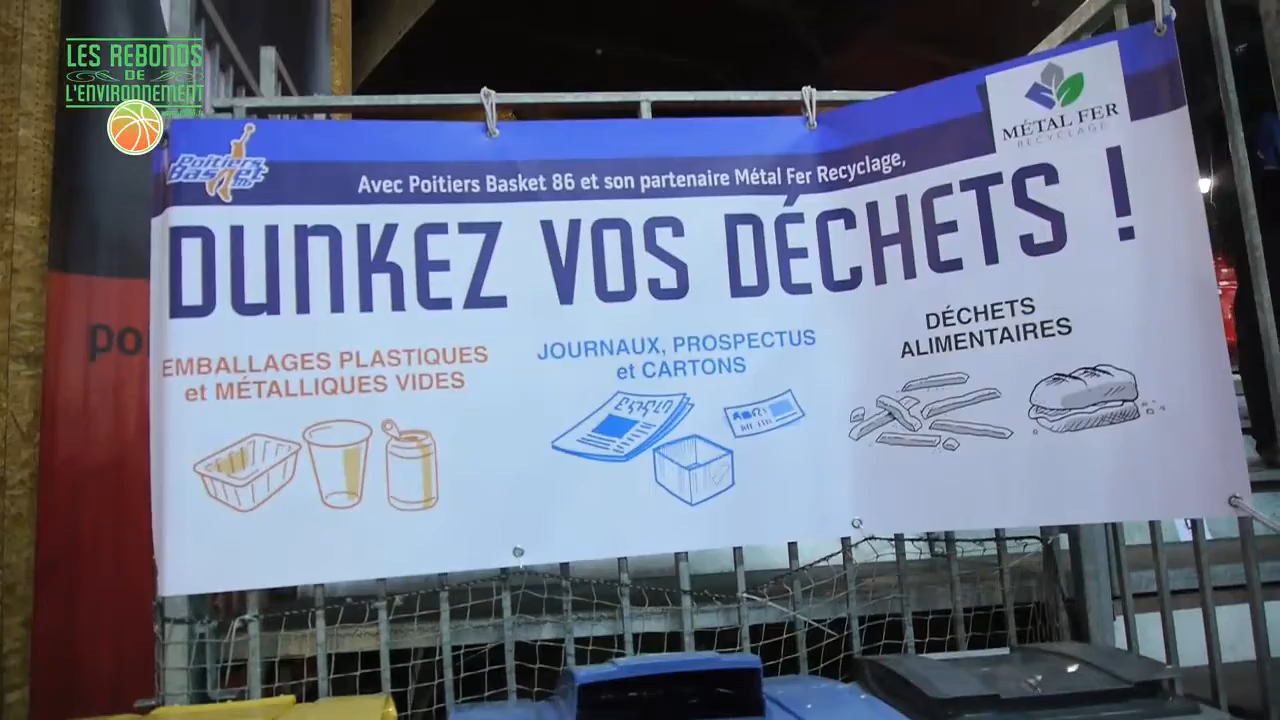 LES REBONDS
DE
L'ENVIRONNEMENT
Poitiers
Basket
MÉTAL FER
RECYCLAGE
Avec Poitiers Basket 86 et son partenaire Métal Fer Recyclage,
DUNKEZ VOS DÉCHETS !
EMBALLAGES PLASTIQUES
et MÉTALLIQUES VIDES
JOURNAUX, PROSPECTUS
et CARTONS
DÉCHETS
ALIMENTAIRES
po